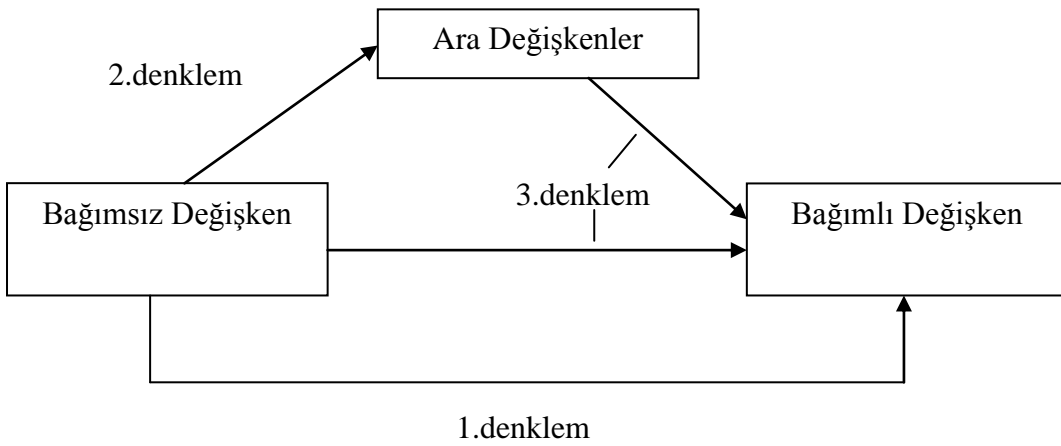 Ara Değişkenler
2.denklem
3.denklem
Bağımsız Değişken
Bağımlı Değişken
1.denklem